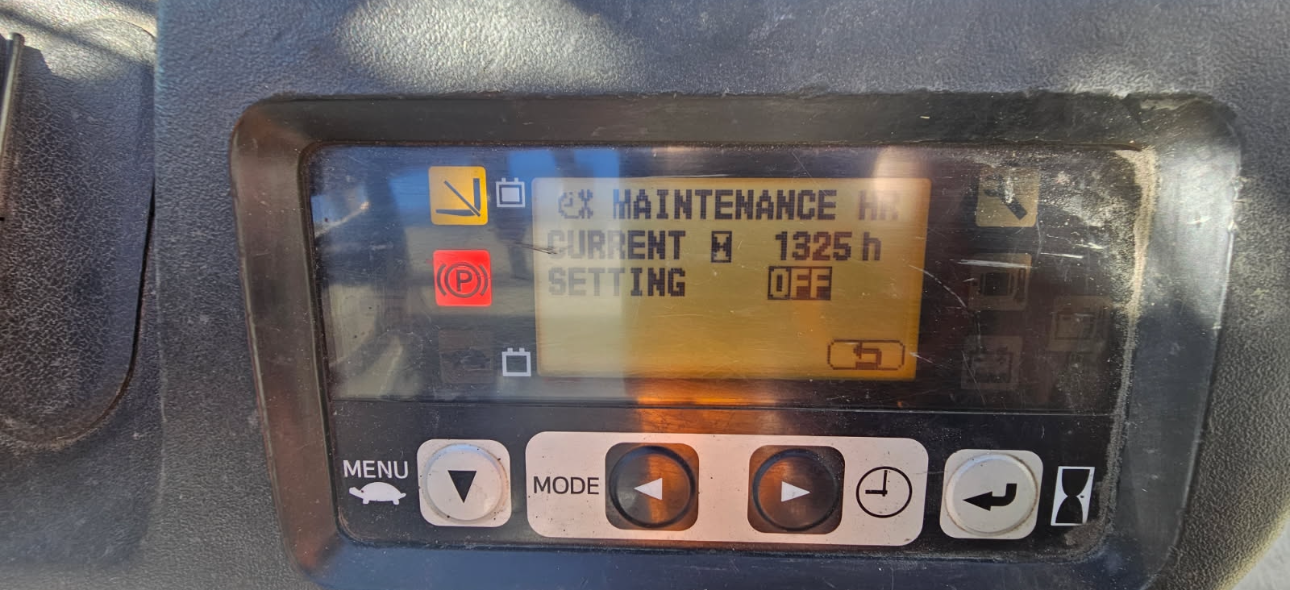 MAINTENANCE HR
CURRENT 1325 h
SETTING OFF
P
MENU
MODE